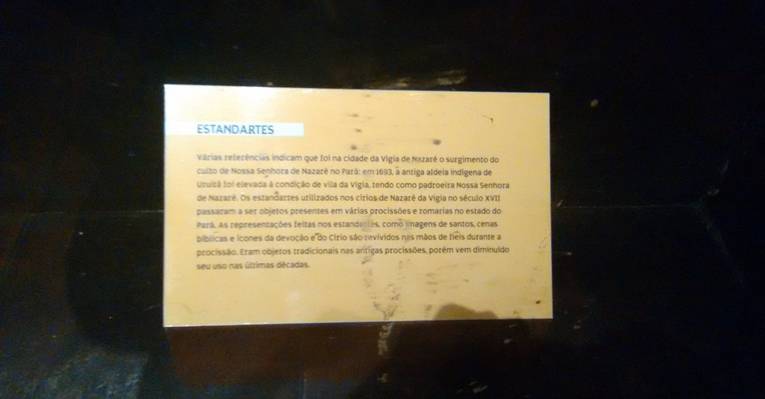 ESTANDARTES
Várias referências indicam que foi na cidade da Vigia de Nazaré o surgimento do
culto de Nossa Senhora de Nazaré no Pará: em 1693, a antiga aldeia indígena de
Uruitá foi elevada à condição de vila da Vigia, tendo como padroeira Nossa Senhora
de Nazaré. Os estandartes utilizados nos círios de Nazaré da Vigia no século XVII
passaram a ser objetos presentes em várias procissões e romarias no estado do
Pará. As representações feitas nos estandartes, como imagens de santos, cenas
bíblicas e ícones da devoção e do Círio são revividos nas mãos de fiéis durante a
procissão. Eram objetos tradicionais nas antigas procissões, porém vem diminuído
seu uso nas últimas décadas.